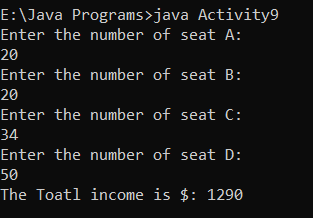 E:\Java Programs>java Activity9
Enter the number of seat A:
20
Enter the number of seat B:
20
Enter the number of seat C:
34
Enter the number of seat D:
50
The Toatl income is $: 1290